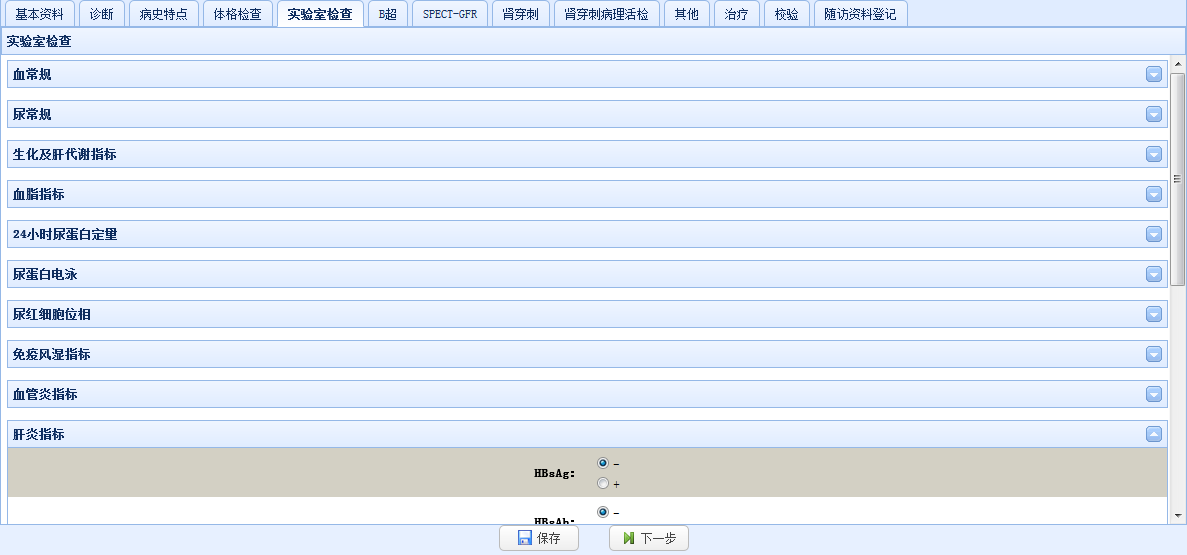 基本资料 诊断 病史特点 体格检查 实验室检查 B超 SPECT-GFR 肾穿刺 肾穿刺病理活检 其他 治疗 校验 随访资料登记
实验室检查
血常规
尿常规
生化及肝代谢指标
血脂指标
24小时尿蛋白定量
尿蛋白电泳
尿红细胞位相
免疫风湿指标
血管炎指标
肝炎指标
HBsAg: -
+
HBsAb: -
保存 下一步